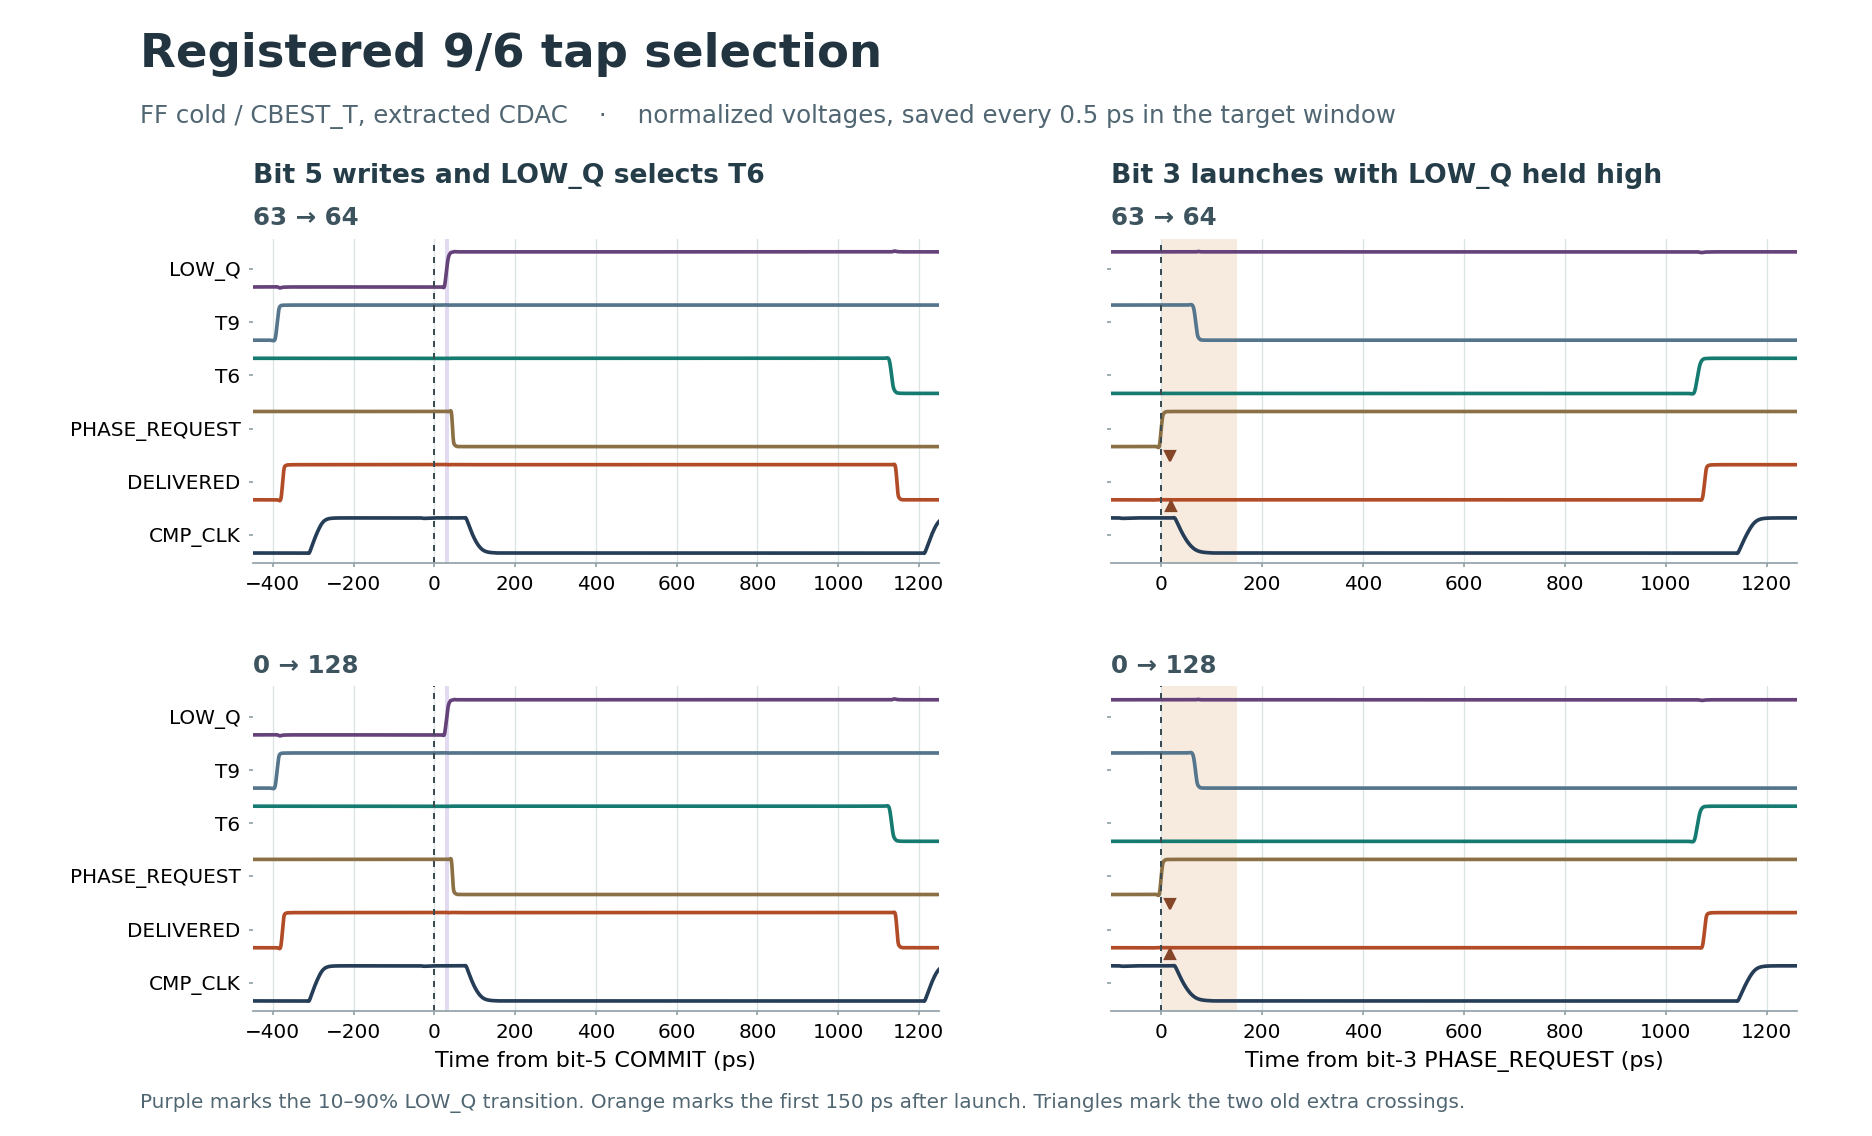 Registered 9/6 tap selection
FF cold / CBEST_T, extracted CDAC · normalized voltages, saved every 0.5 ps in the target window
Bit 5 writes and LOW_Q selects T6
63 → 64
LOW_Q
T9
T6
PHASE_REQUEST
DELIVERED
CMP_CLK
−400 −200 0 200 400 600 800 1000 1200
Bit 3 launches with LOW_Q held high
63 → 64
0 200 400 600 800 1000 1200
0 → 128
LOW_Q
T9
T6
PHASE_REQUEST
DELIVERED
CMP_CLK
−400 −200 0 200 400 600 800 1000 1200
Time from bit-5 COMMIT (ps)
0 → 128
0 200 400 600 800 1000 1200
Time from bit-3 PHASE_REQUEST (ps)
Purple marks the 10–90% LOW_Q transition. Orange marks the first 150 ps after launch. Triangles mark the two old extra crossings.